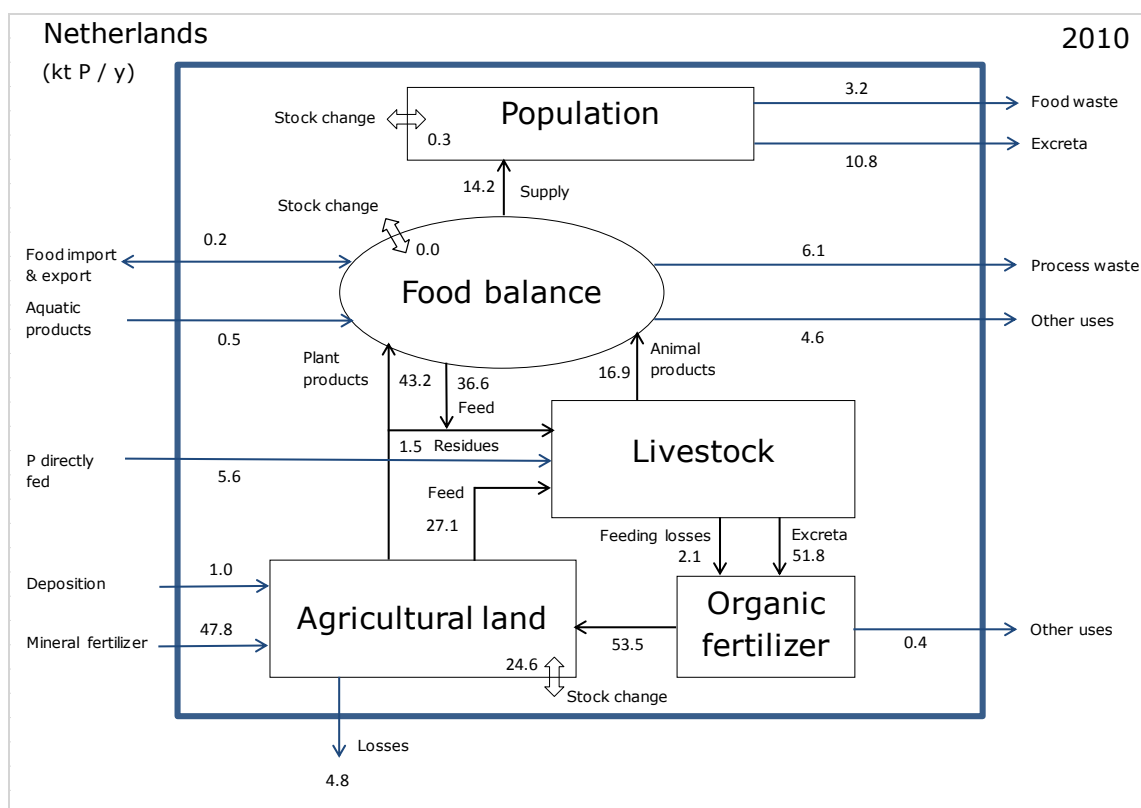 Netherlands
2010
(kt P / y)
3.2
Food waste
Stock change
Population
0.3
Excreta
10.8
14.2
Supply
Stock change
0.2
0.0
6.1
Food import
& export
Food balance
Process waste
Aquatic
products
0.5
Other uses
4.6
Plant
products
43.2
36.6
Feed
16.9
Animal
products
1.5
Residues
Livestock
P directly
fed
5.6
Feed
27.1
Feeding losses
2.1
Excreta
51.8
Deposition
1.0
Agricultural land
Organic
fertilizer
Mineral fertilizer
47.8
53.5
0.4
Other uses
24.6
Stock change
Losses
4.8